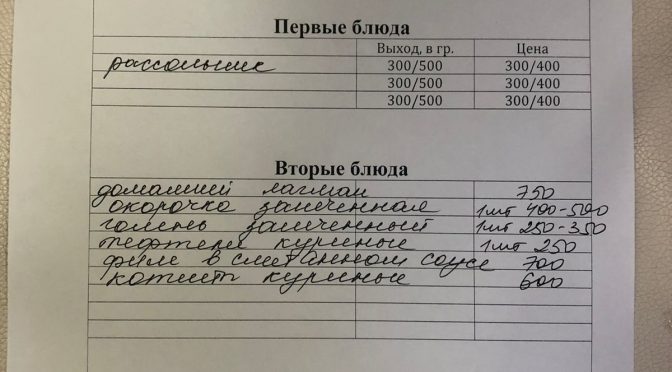 Первые блюда
Выход, в гр. Цена
рассольник 300/500 300/400
300/500 300/400
300/500 300/400
Вторые блюда
домашний лагман 750
окорочка запеченная 1шт 400-500
голень запеченный 1шт 250-350
тефтели куриные 1шт 250
филе в сметанном соусе 700
котлет куриные 600